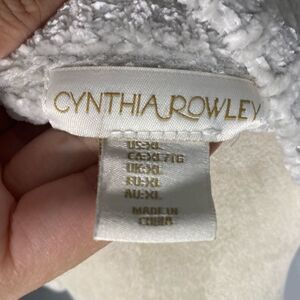 CYNTHIA ROWLEY
US:XL
CA:XL/TG
UK:XL
EU:XL
AU:XL
MADE IN
CHINA